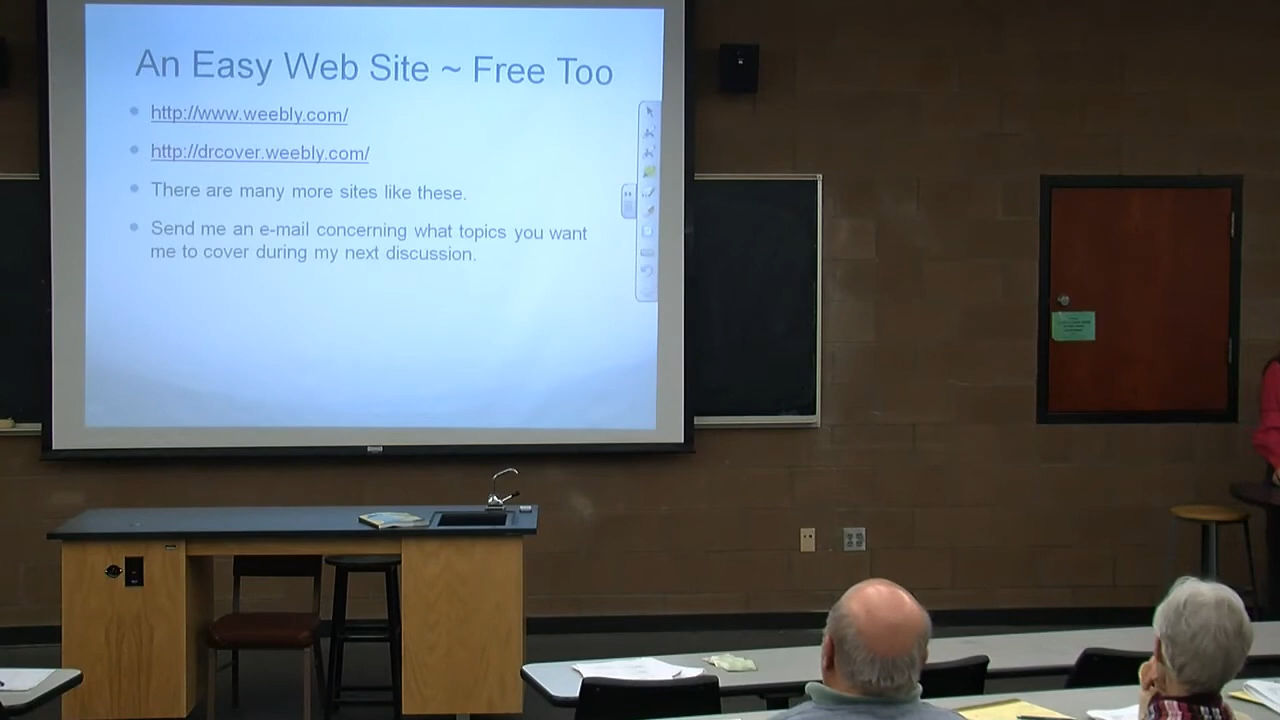 An Easy Web Site ~ Free Too
http://www.weebly.com/
http://drcover.weebly.com/
There are many more sites like these.
Send me an e-mail concerning what topics you want
me to cover during my next discussion.